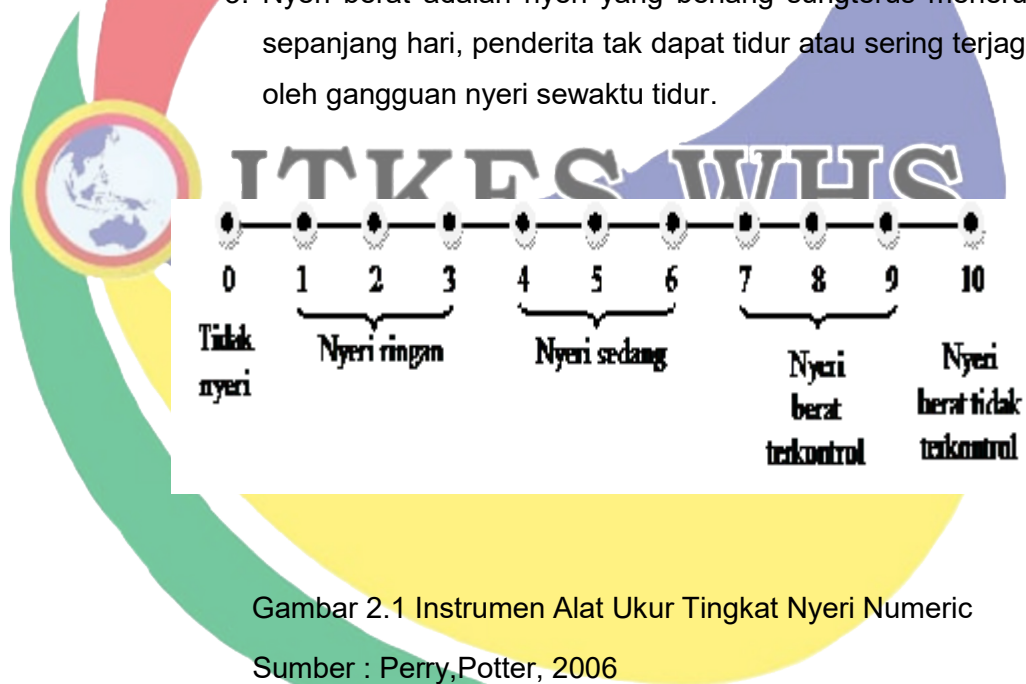 sepanjang hari, penderita tak dapat tidur atau sering terjag
oleh gangguan nyeri sewaktu tidur.
ITKES WHS
0 1 2 3 4 5 6 7 8 9 10
Tidak
nyeri
Nyeri ringan
Nyeri sedang
Nyeri
berat
terkontrol
Nyeri
berat tidak
terkontrol
Gambar 2.1 Instrumen Alat Ukur Tingkat Nyeri Numeric
Sumber : Perry,Potter, 2006